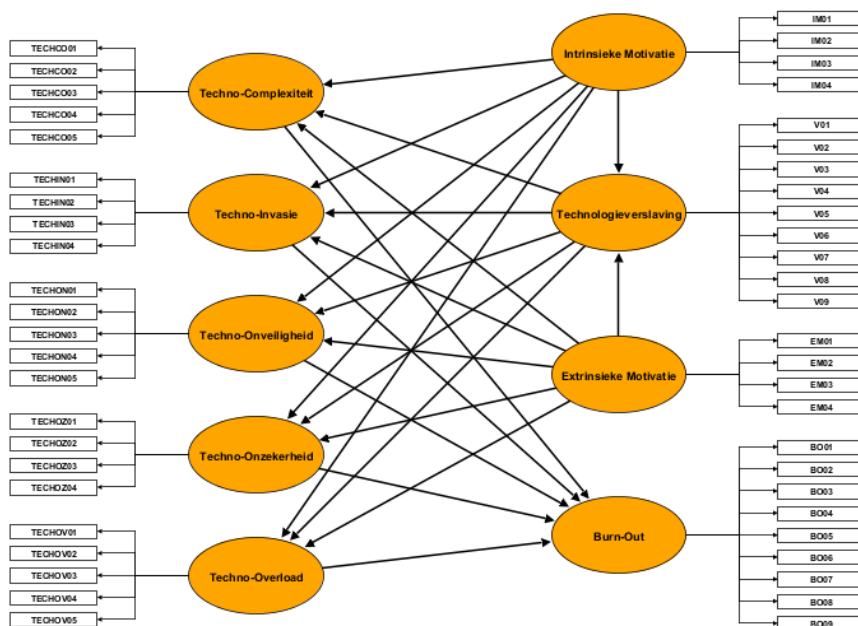 TECHCO01
TECHCO02
TECHCO03
TECHCO04
TECHCO05
Techno-Complexiteit
TECHIN01
TECHIN02
TECHIN03
TECHIN04
Techno-Invasie
TECHON01
TECHON02
TECHON03
TECHON04
TECHON05
Techno-Onveiligheid
TECHOZ01
TECHOZ02
TECHOZ03
TECHOZ04
Techno-Onzekerheid
TECHOV01
TECHOV02
TECHOV03
TECHOV04
TECHOV05
Techno-Overload
Intrinsieke Motivatie
IM01
IM02
IM03
IM04
Technologieverslaving
V01
V02
V03
V04
V05
V06
V07
V08
V09
Extrinsieke Motivatie
EM01
EM02
EM03
EM04
Burn-Out
BO01
BO02
BO03
BO04
BO05
BO06
BO07
BO08
BO09